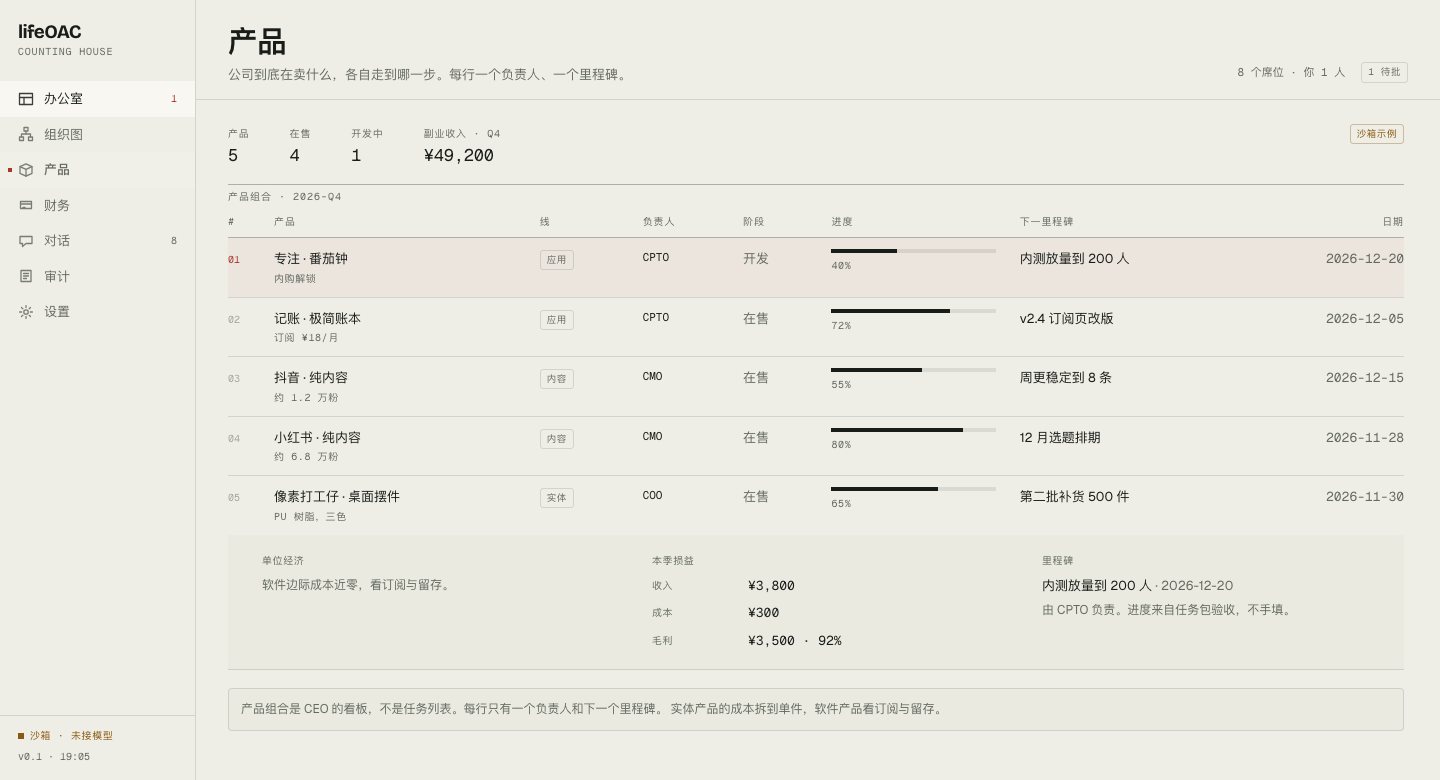 lifeOAC
COUNTING HOUSE
办公室 1
组织图
产品
财务
对话 8
审计
设置
沙箱 · 未接模型
v0.1 · 19:05
产品
公司到底在卖什么，各自走到哪一步。每行一个负责人、一个里程碑。
8 个席位 · 你 1 人 1 待批
产品 在售 开发中 副业收入 · Q4
5 4 1 ¥49,200
沙箱示例
产品组合 · 2026-Q4
# 产品 线 负责人 阶段 进度 下一里程碑 日期
01 专注 · 番茄钟 应用 CPTO 开发 内测放量到 200 人 2026-12-20
内购解锁 40%
02 记账 · 极简账本 应用 CPTO 在售 v2.4 订阅页改版 2026-12-05
订阅 ¥18/月 72%
03 抖音 · 纯内容 内容 CMO 在售 周更稳定到 8 条 2026-12-15
约 1.2 万粉 55%
04 小红书 · 纯内容 内容 CMO 在售 12 月选题排期 2026-11-28
约 6.8 万粉 80%
05 像素打工仔 · 桌面摆件 实体 COO 在售 第二批补货 500 件 2026-11-30
PU 树脂，三色 65%
单位经济
软件边际成本近零，看订阅与留存。
本季损益
收入 ¥3,800
成本 ¥300
毛利 ¥3,500 · 92%
里程碑
内测放量到 200 人 · 2026-12-20
由 CPTO 负责。进度来自任务包验收，不手填。
产品组合是 CEO 的看板，不是任务列表。每行只有一个负责人和下一个里程碑。 实体产品的成本拆到单件，软件产品看订阅与留存。